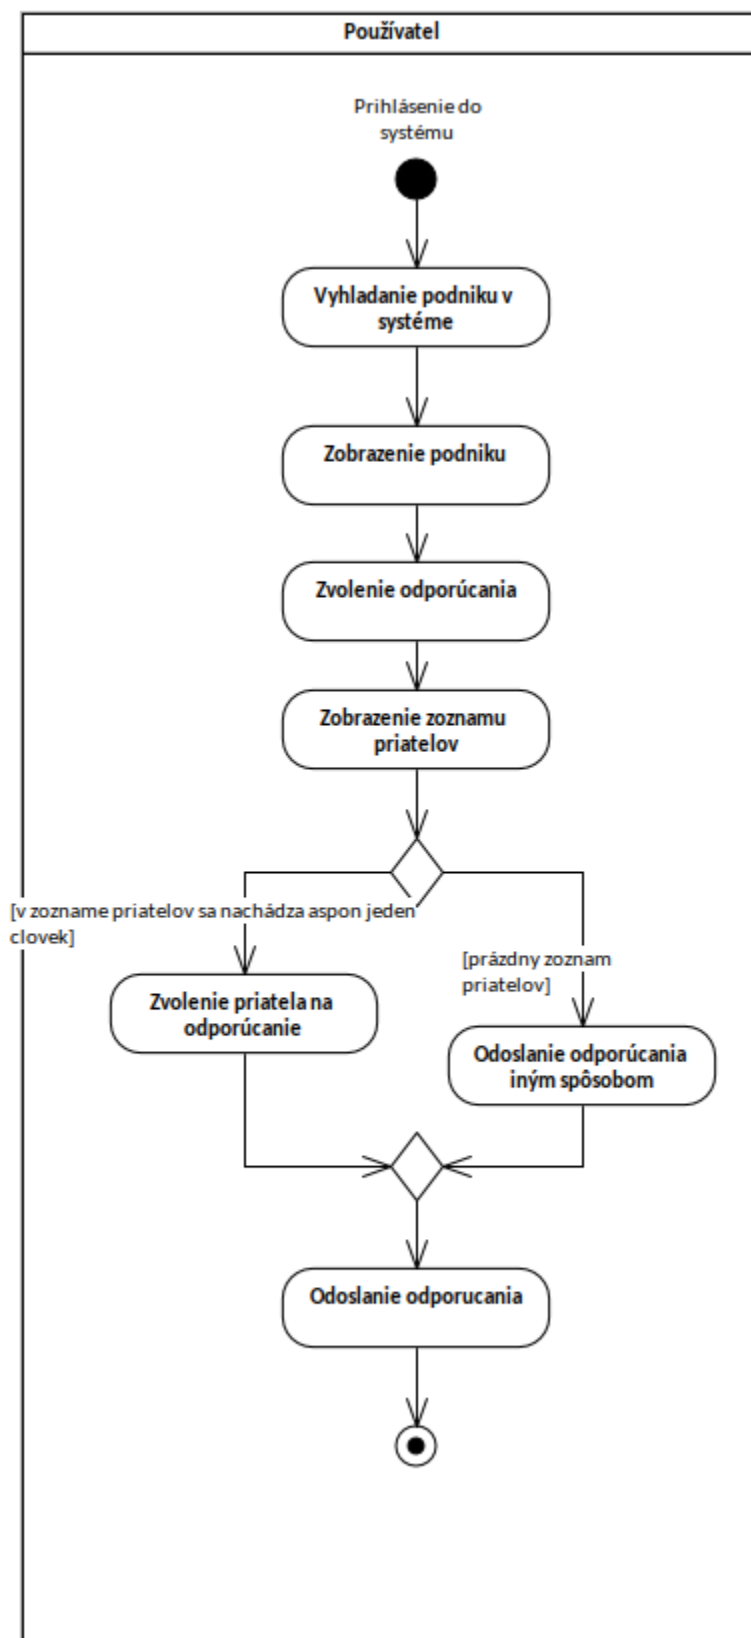 Používatel
Prihlásenie do
systému
Vyhladanie podniku v
systéme
Zobrazenie podniku
Zvolenie odporúcania
Zobrazenie zoznamu
priatelov
[v zozname priatelov sa nachádza aspon jeden
clovek]
[prázdny zoznam
priatelov]
Zvolenie priatela na
odporúcanie
Odoslanie odporúcania
iným spôsobom
Odoslanie odporucania